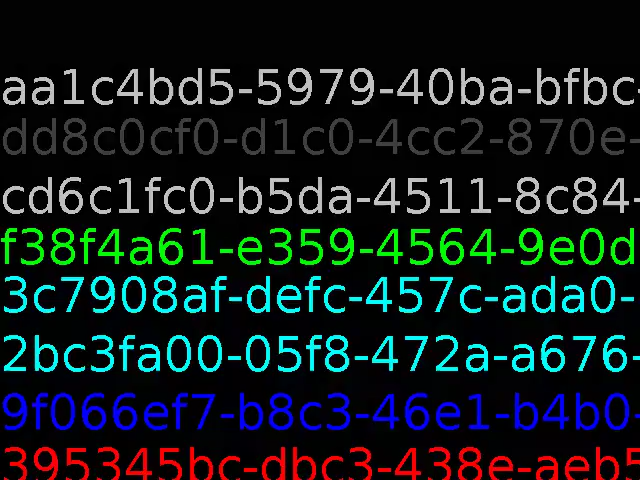 aa1c4bd5-5979-40ba-bfbc-
dd8c0cf0-d1c0-4cc2-870e-
cd6c1fc0-b5da-4511-8c84-
f38f4a61-e359-4564-9e0d
3c7908af-defc-457c-ada0-
2bc3fa00-05f8-472a-a676-
9f066ef7-b8c3-46e1-b4b0-
395345bc-dbc3-438e-aeb5